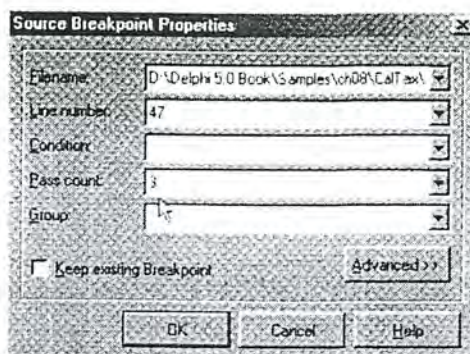 Source Breakpoint Properties
Filename: D:\Delphi 5.0 Book\Samples\ch08\CalTax\
Line number: 47
Condition:
Pass count: 3
Group:
Keep existing Breakpoint
Advanced >>
OK Cancel Help